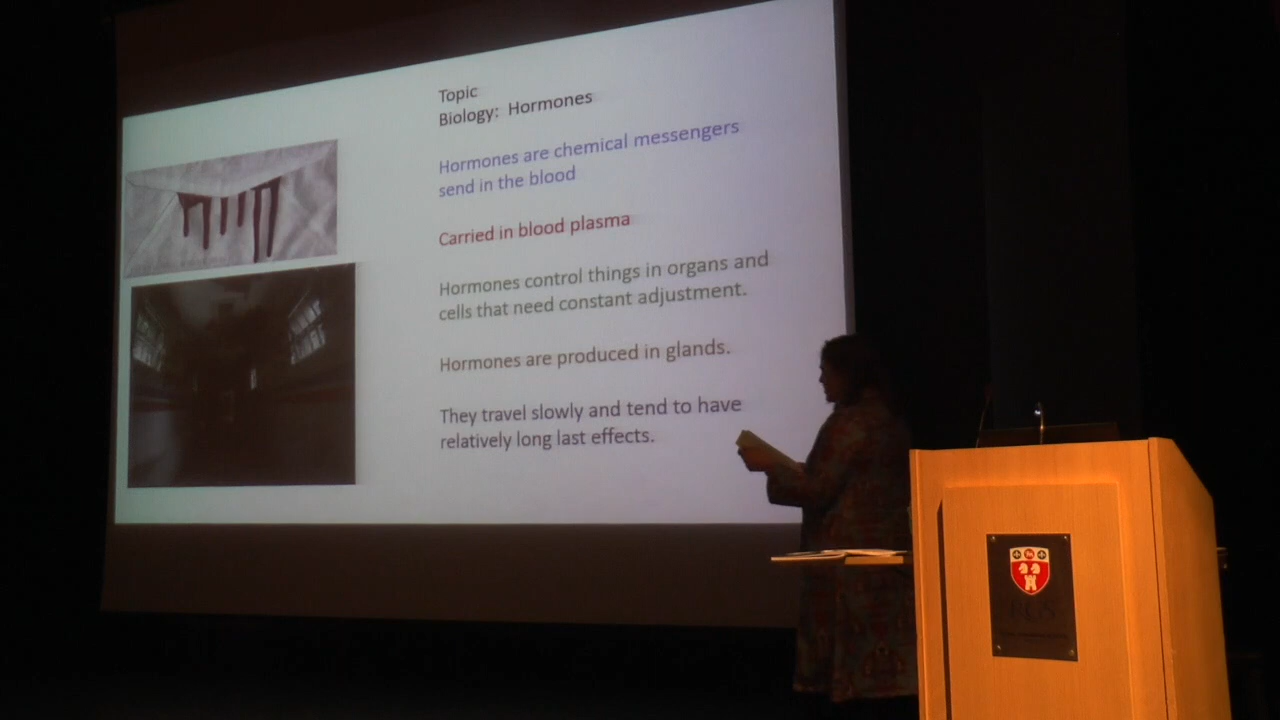 Topic
Biology: Hormones
Hormones are chemical messengers
send in the blood
Carried in blood plasma
Hormones control things in organs and
cells that need constant adjustment.
Hormones are produced in glands.
They travel slowly and tend to have
relatively long last effects.
RGS